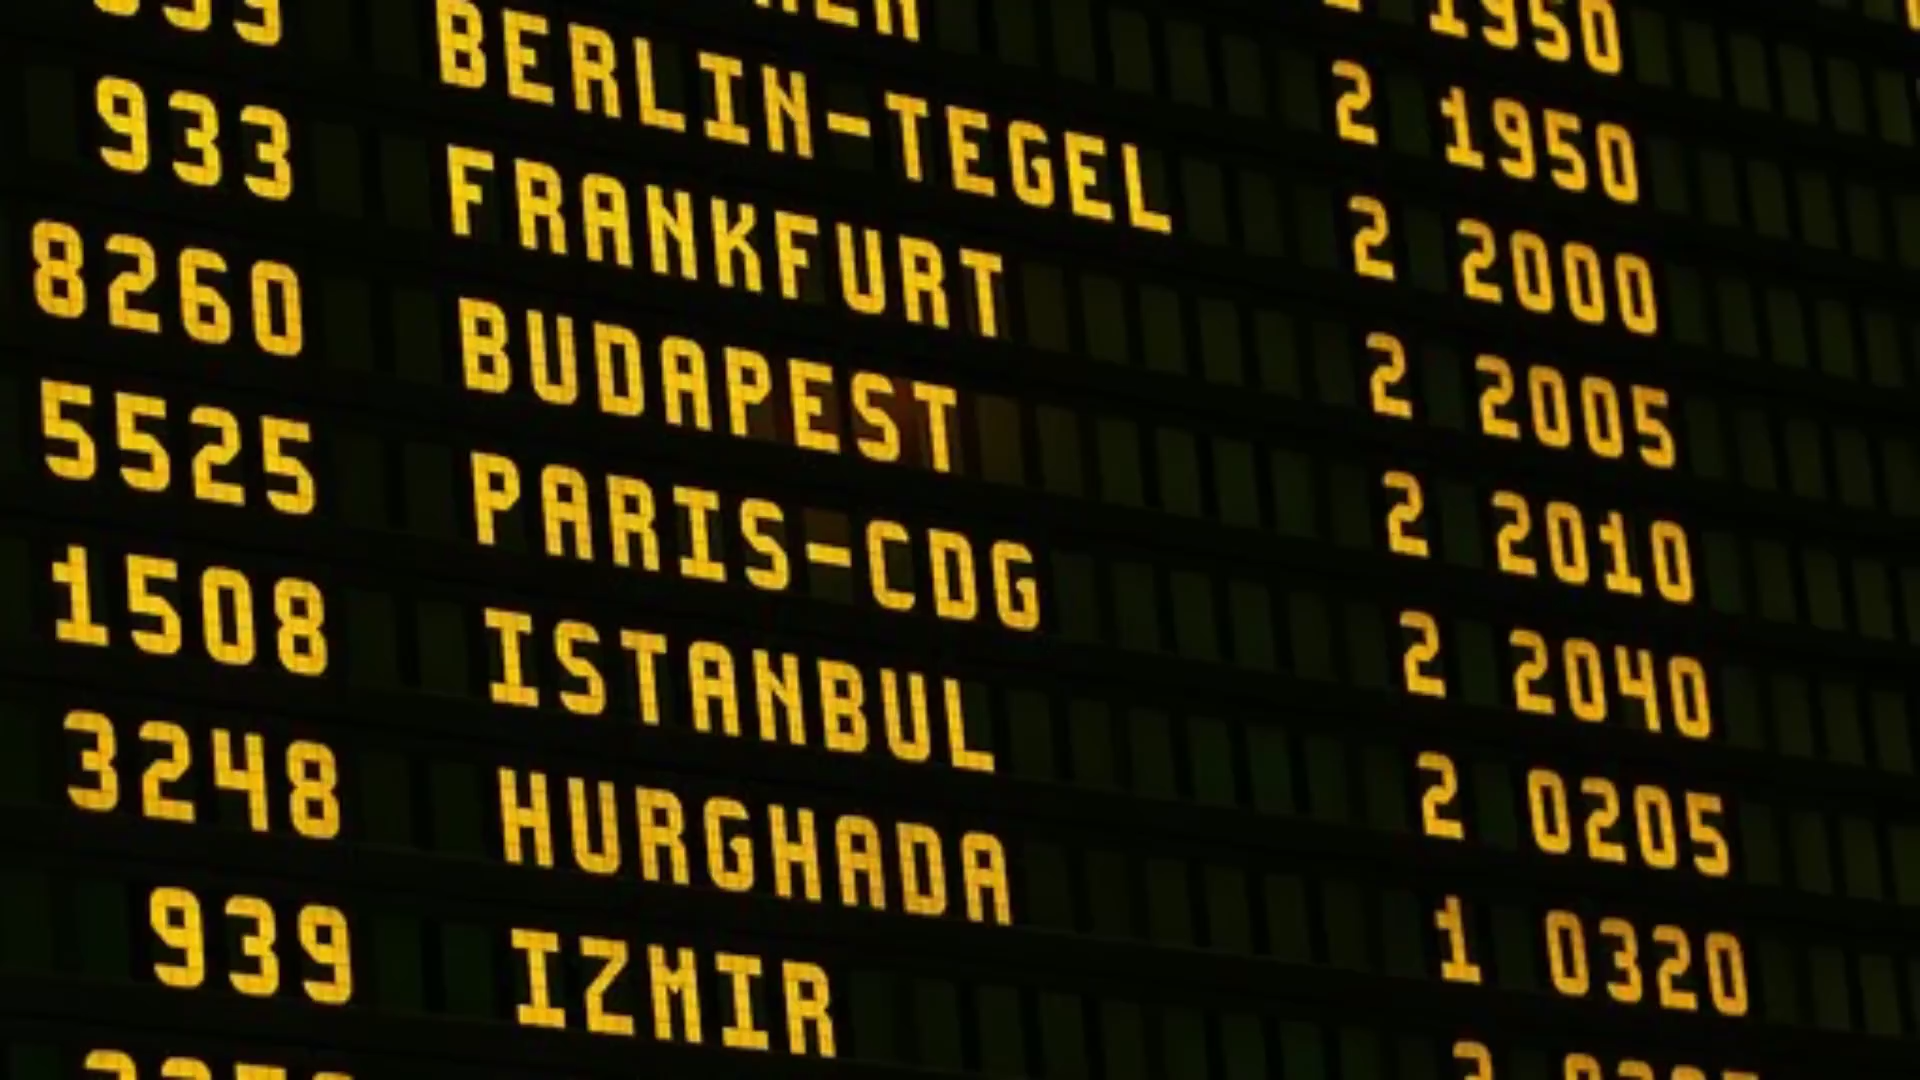 1950
2 1950
BERLIN-TEGEL 2 2000
933 FRANKFURT 2 2005
8260 BUDAPEST 2 2010
5525 PARIS-CDG 2 2040
1508 ISTANBUL 2 0205
3248 HURGHADA 1 0320
939 IZMIR